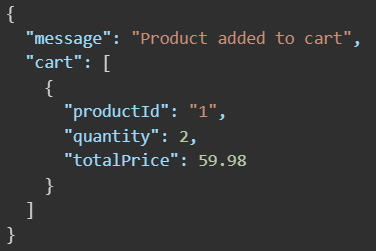 {
  "message": "Product added to cart",
  "cart": [
    {
      "productId": "1",
      "quantity": 2,
      "totalPrice": 59.98
    }
  ]
}